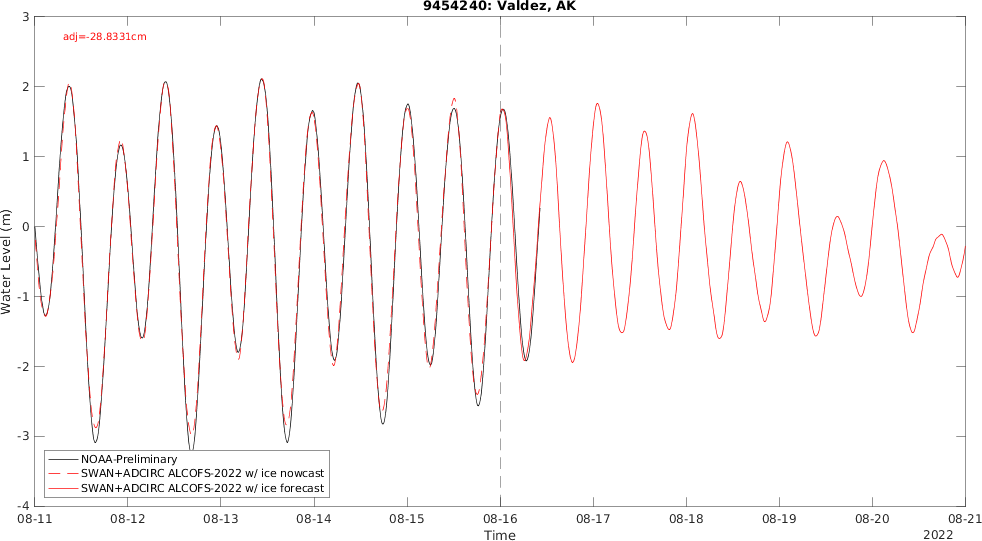 9454240: Valdez, AK
adj=-28.8331cm
3
2
1
0
-1
-2
-3
-4
Water Level (m)
NOAA-Preliminary
SWAN+ADCIRC ALCOFS-2022 w/ ice nowcast
SWAN+ADCIRC ALCOFS-2022 w/ ice forecast
08-11 08-12 08-13 08-14 08-15 08-16 08-17 08-18 08-19 08-20 08-21
Time
2022